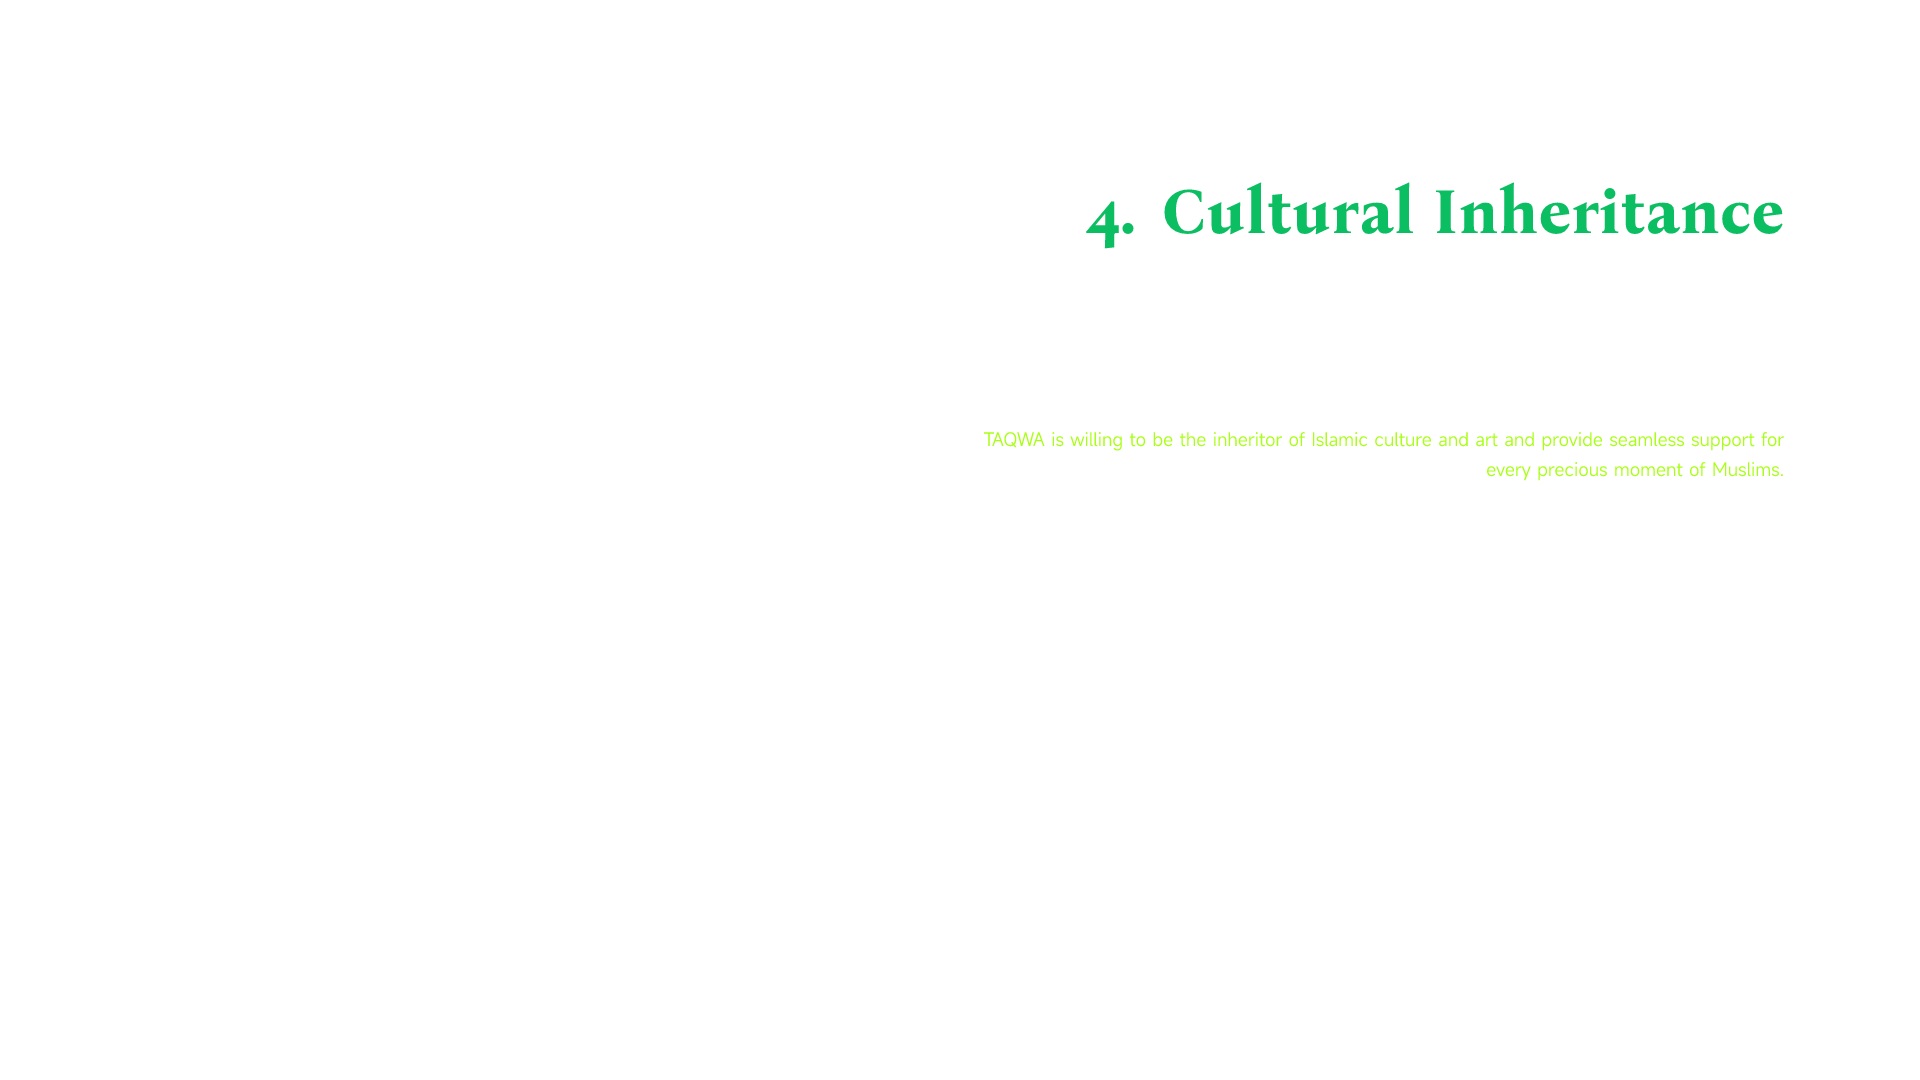 4. Cultural Inheritance
TAQWA is willing to be the inheritor of Islamic culture and art and provide seamless support for
every precious moment of Muslims.